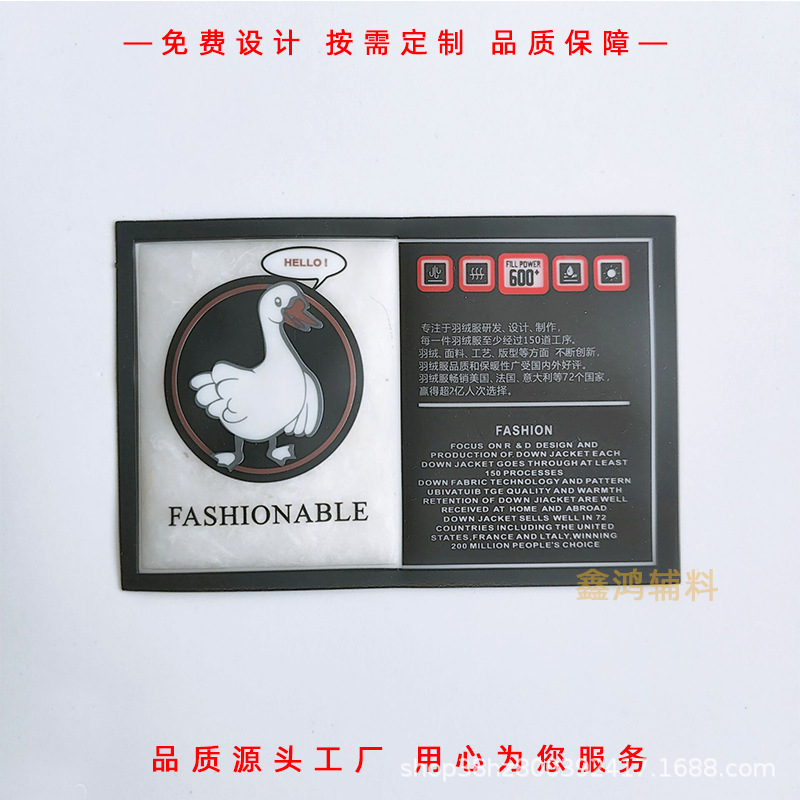 —免费设计 按需定制 品质保障—
HELLO!
FASHIONABLE
FILL POWER
600+
专注于羽绒服研发、设计、制作,
每一件羽绒服至少经过150道工序。
羽绒、面料、工艺、版型等方面 不断创新,
羽绒服品质和保暖性广受国内外好评。
羽绒服畅销美国、法国、意大利等72个国家,
赢得超2亿人次选择。
FASHION
FOCUS ON R & D DESIGN AND
PRODUCTION OF DOWN JACKET EACH
DOWN JACKET GOES THROUGH AT LEAST
150 PROCESSES
DOWN FABRIC TECHNOLOGY AND PATTERN
UBIVATUIB TGE QUALITY AND WARMTH
RETENTION OF DOWN JIACKET ARE WELL
RECEIVED AT HOME AND ABROAD
DOWN JACKET SELLS WELL IN 72
COUNTRIES INCLUDING THE UNITED
STATES,FRANCE AND LTALY,WINNING
200 MILLION PEOPLE'S CHOICE
鑫鸿辅料
品质源头工厂 用心为您服务